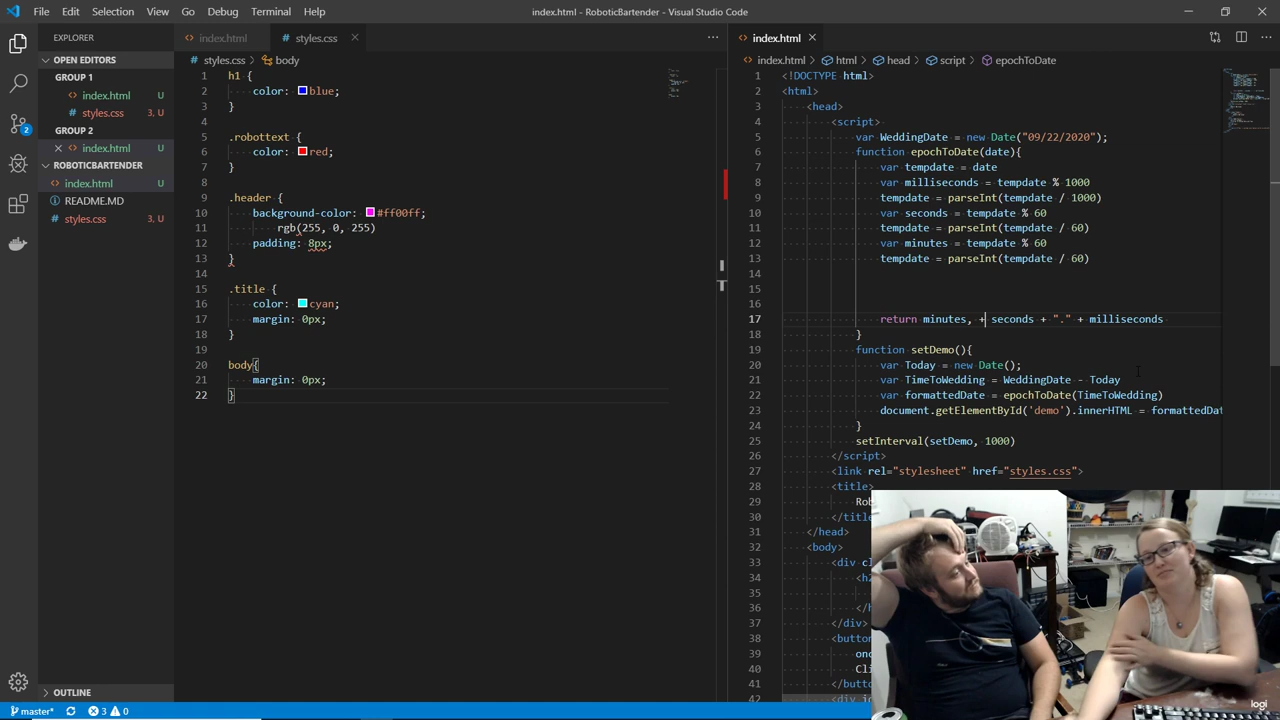 File Edit Selection View Go Debug Terminal Help
index.html - RoboticBartender - Visual Studio Code
EXPLORER
OPEN EDITORS
GROUP 1
index.html U
styles.css 3, U
GROUP 2
index.html U
ROBOTICBARTENDER
index.html U
README.MD
styles.css 3, U
OUTLINE
2
index.html
styles.css
styles.css body
1 h1 {
2 color: blue;
3 }
4
5 .robottext {
6 color: red;
7 }
8
9 .header {
10 background-color: #ff00ff;
11 rgb(255, 0, 255)
12 padding: 8px;
13 }
14
15 .title {
16 color: cyan;
17 margin: 0px;
18 }
19
20 body{
21 margin: 0px;
22 }
index.html
index.html html head script epochToDate
1 <!DOCTYPE html>
2 <html>
3 <head>
4 <script>
5 var WeddingDate = new Date("09/22/2020");
6 function epochToDate(date){
7 var tempdate = date
8 var milliseconds = tempdate % 1000
9 tempdate = parseInt(tempdate / 1000)
10 var seconds = tempdate % 60
11 tempdate = parseInt(tempdate / 60)
12 var minutes = tempdate % 60
13 tempdate = parseInt(tempdate / 60)
14
15
16
17 return minutes, + seconds + "." + milliseconds
18 }
19 function setDemo(){
20 var Today = new Date();
21 var TimeToWedding = WeddingDate - Today
22 var formattedDate = epochToDate(TimeToWedding)
23 document.getElementById('demo').innerHTML = formattedDat
24 }
25 setInterval(setDemo, 1000)
26 </script>
27 <link rel="stylesheet" href="styles.css">
28 <title>
29 Ro
30 </title
31 </head>
32 <body>
33 <div cl
34 <h
35
36 </h
37 </div>
38 <button
39 onc
40 Cli
41 </butto
42 <div in
master* 3 0
logi